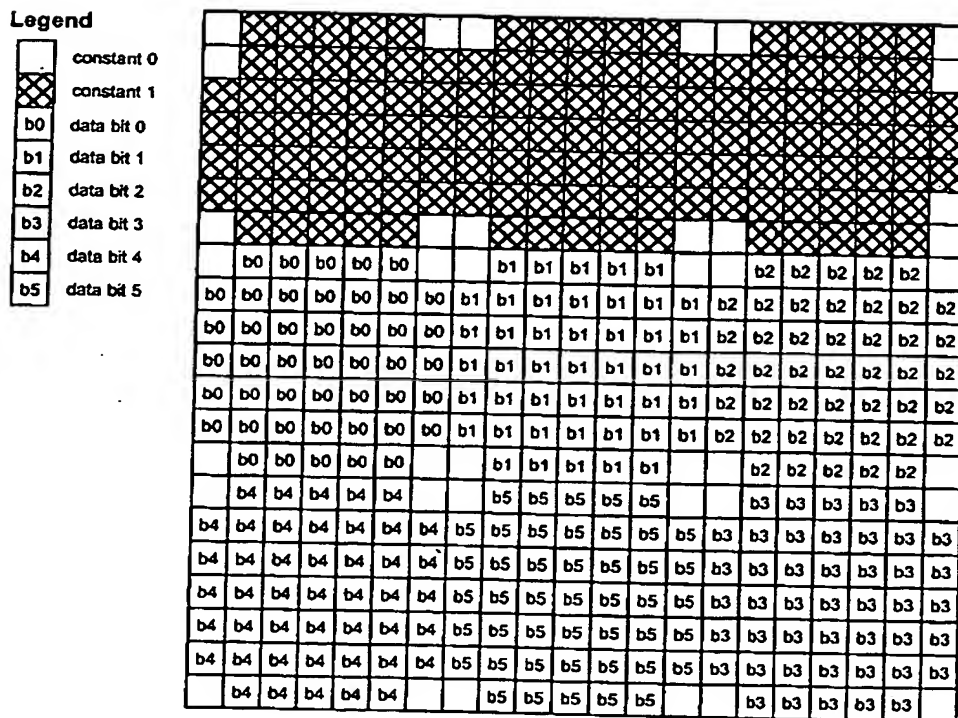 Legend
constant 0
constant 1
b0 data bit 0
b1 data bit 1
b2 data bit 2
b3 data bit 3
b4 data bit 4
b5 data bit 5
b0 b0 b0 b0 b0 b1 b1 b1 b1 b1 b2 b2 b2 b2 b2
b0 b0 b0 b0 b0 b0 b0 b1 b1 b1 b1 b1 b1 b1 b2 b2 b2 b2 b2 b2 b2
b0 b0 b0 b0 b0 b0 b0 b1 b1 b1 b1 b1 b1 b1 b2 b2 b2 b2 b2 b2 b2
b0 b0 b0 b0 b0 b0 b0 b1 b1 b1 b1 b1 b1 b1 b2 b2 b2 b2 b2 b2 b2
b0 b0 b0 b0 b0 b0 b0 b1 b1 b1 b1 b1 b1 b1 b2 b2 b2 b2 b2 b2 b2
b0 b0 b0 b0 b0 b0 b0 b1 b1 b1 b1 b1 b1 b1 b2 b2 b2 b2 b2 b2 b2
b0 b0 b0 b0 b0 b1 b1 b1 b1 b1 b2 b2 b2 b2 b2
b4 b4 b4 b4 b4 b5 b5 b5 b5 b5 b3 b3 b3 b3 b3
b4 b4 b4 b4 b4 b4 b4 b5 b5 b5 b5 b5 b5 b5 b3 b3 b3 b3 b3 b3 b3
b4 b4 b4 b4 b4 b4 b4 b5 b5 b5 b5 b5 b5 b5 b3 b3 b3 b3 b3 b3 b3
b4 b4 b4 b4 b4 b4 b4 b5 b5 b5 b5 b5 b5 b5 b3 b3 b3 b3 b3 b3 b3
b4 b4 b4 b4 b4 b4 b4 b5 b5 b5 b5 b5 b5 b5 b3 b3 b3 b3 b3 b3 b3
b4 b4 b4 b4 b4 b4 b4 b5 b5 b5 b5 b5 b5 b5 b3 b3 b3 b3 b3 b3 b3
b4 b4 b4 b4 b4 b5 b5 b5 b5 b5 b3 b3 b3 b3 b3